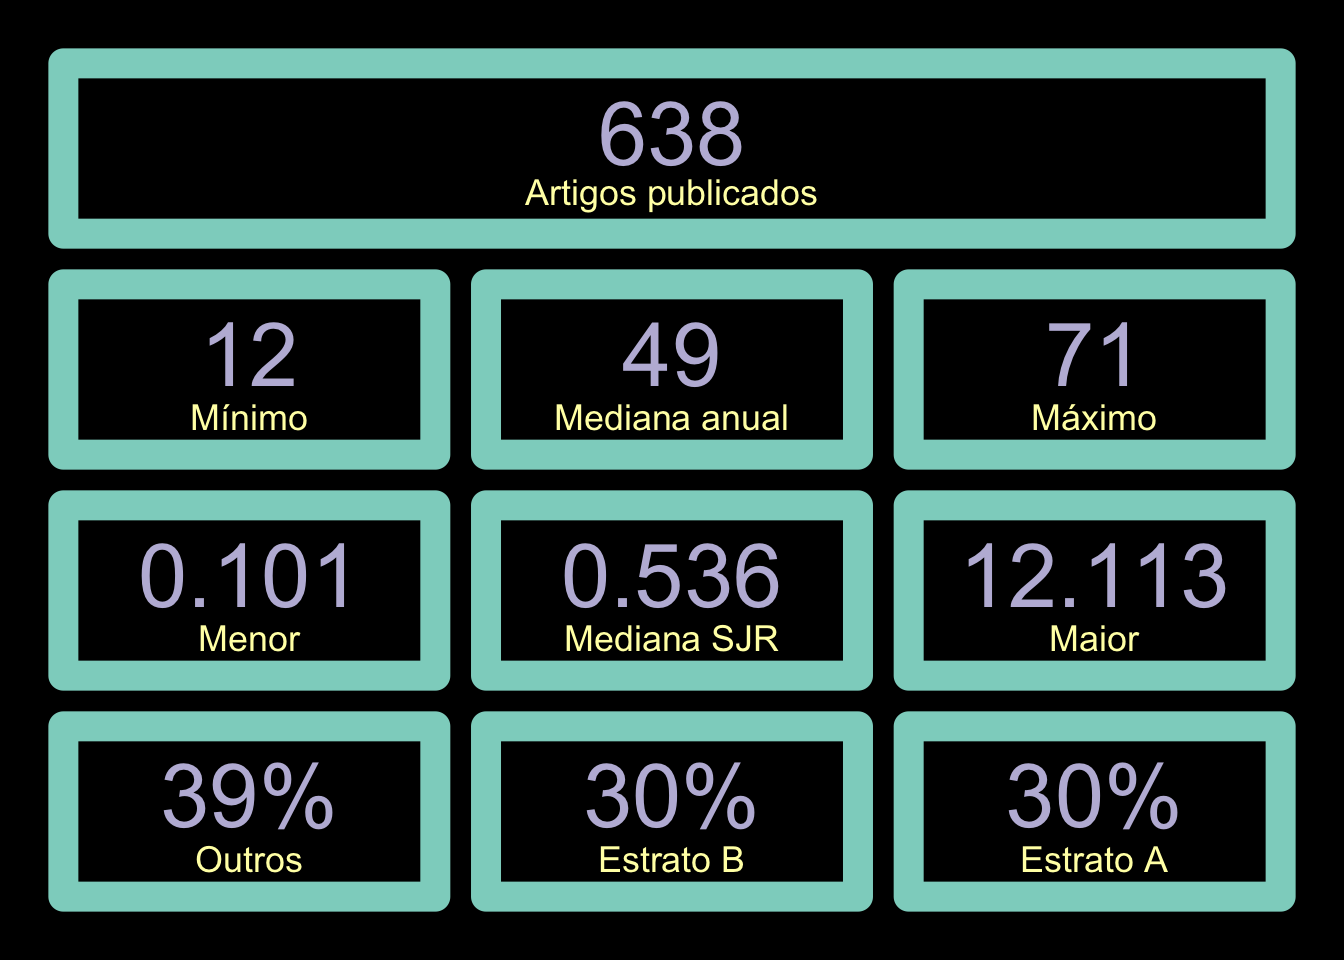 638
Artigos publicados
12
Mínimo
49
Mediana anual
71
Máximo
0.101
Menor
0.536
Mediana SJR
12.113
Maior
39%
Outros
30%
Estrato B
30%
Estrato A